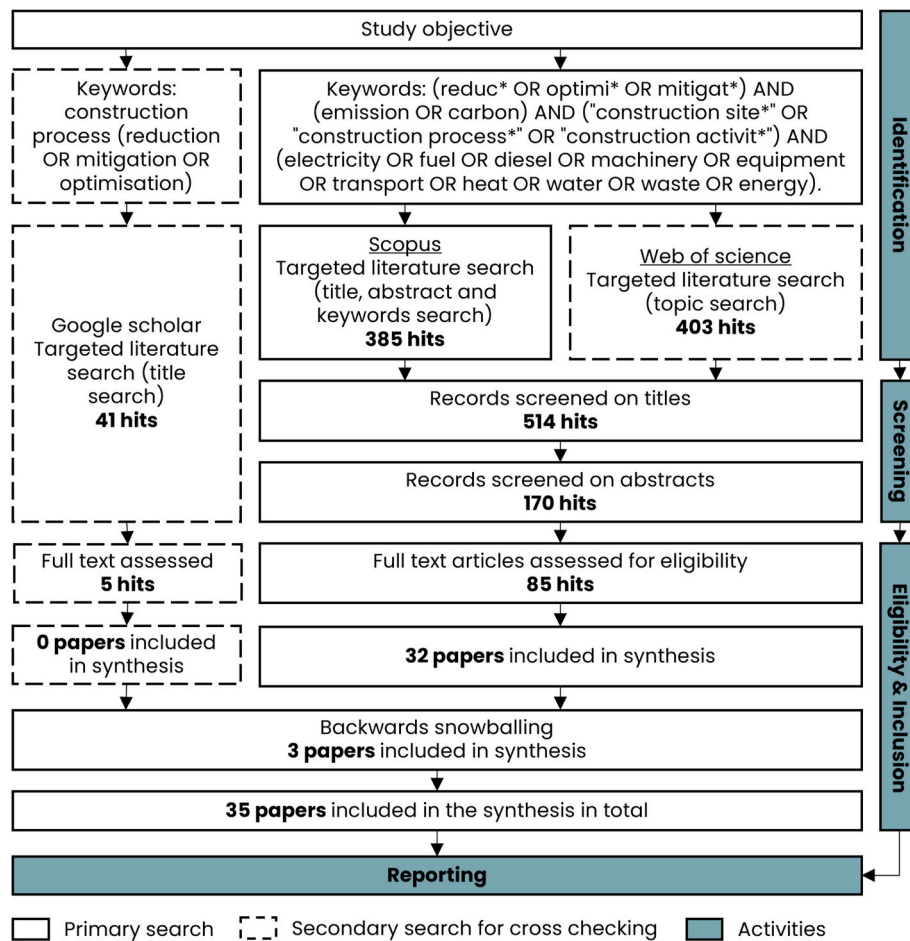 Study objective
Keywords:
construction
process (reduction
OR mitigation OR
optimisation)
Keywords: (reduc* OR optimi* OR mitigat*) AND
(emission OR carbon) AND ("construction site*" OR
"construction process*" OR "construction activit*") AND
(electricity OR fuel OR diesel OR machinery OR equipment
OR transport OR heat OR water OR waste OR energy).
Identification
Google scholar
Targeted literature
search (title
search)
41 hits
Scopus
Targeted literature search
(title, abstract and
keywords search)
385 hits
Web of science
Targeted literature search
(topic search)
403 hits
Records screened on titles
514 hits
Records screened on abstracts
170 hits
Screening
Full text assessed
5 hits
Full text articles assessed for eligibility
85 hits
0 papers included
in synthesis
32 papers included in synthesis
Eligibility & Inclusion
Backwards snowballing
3 papers included in synthesis
35 papers included in the synthesis in total
Reporting
Primary search
Secondary search for cross checking
Activities